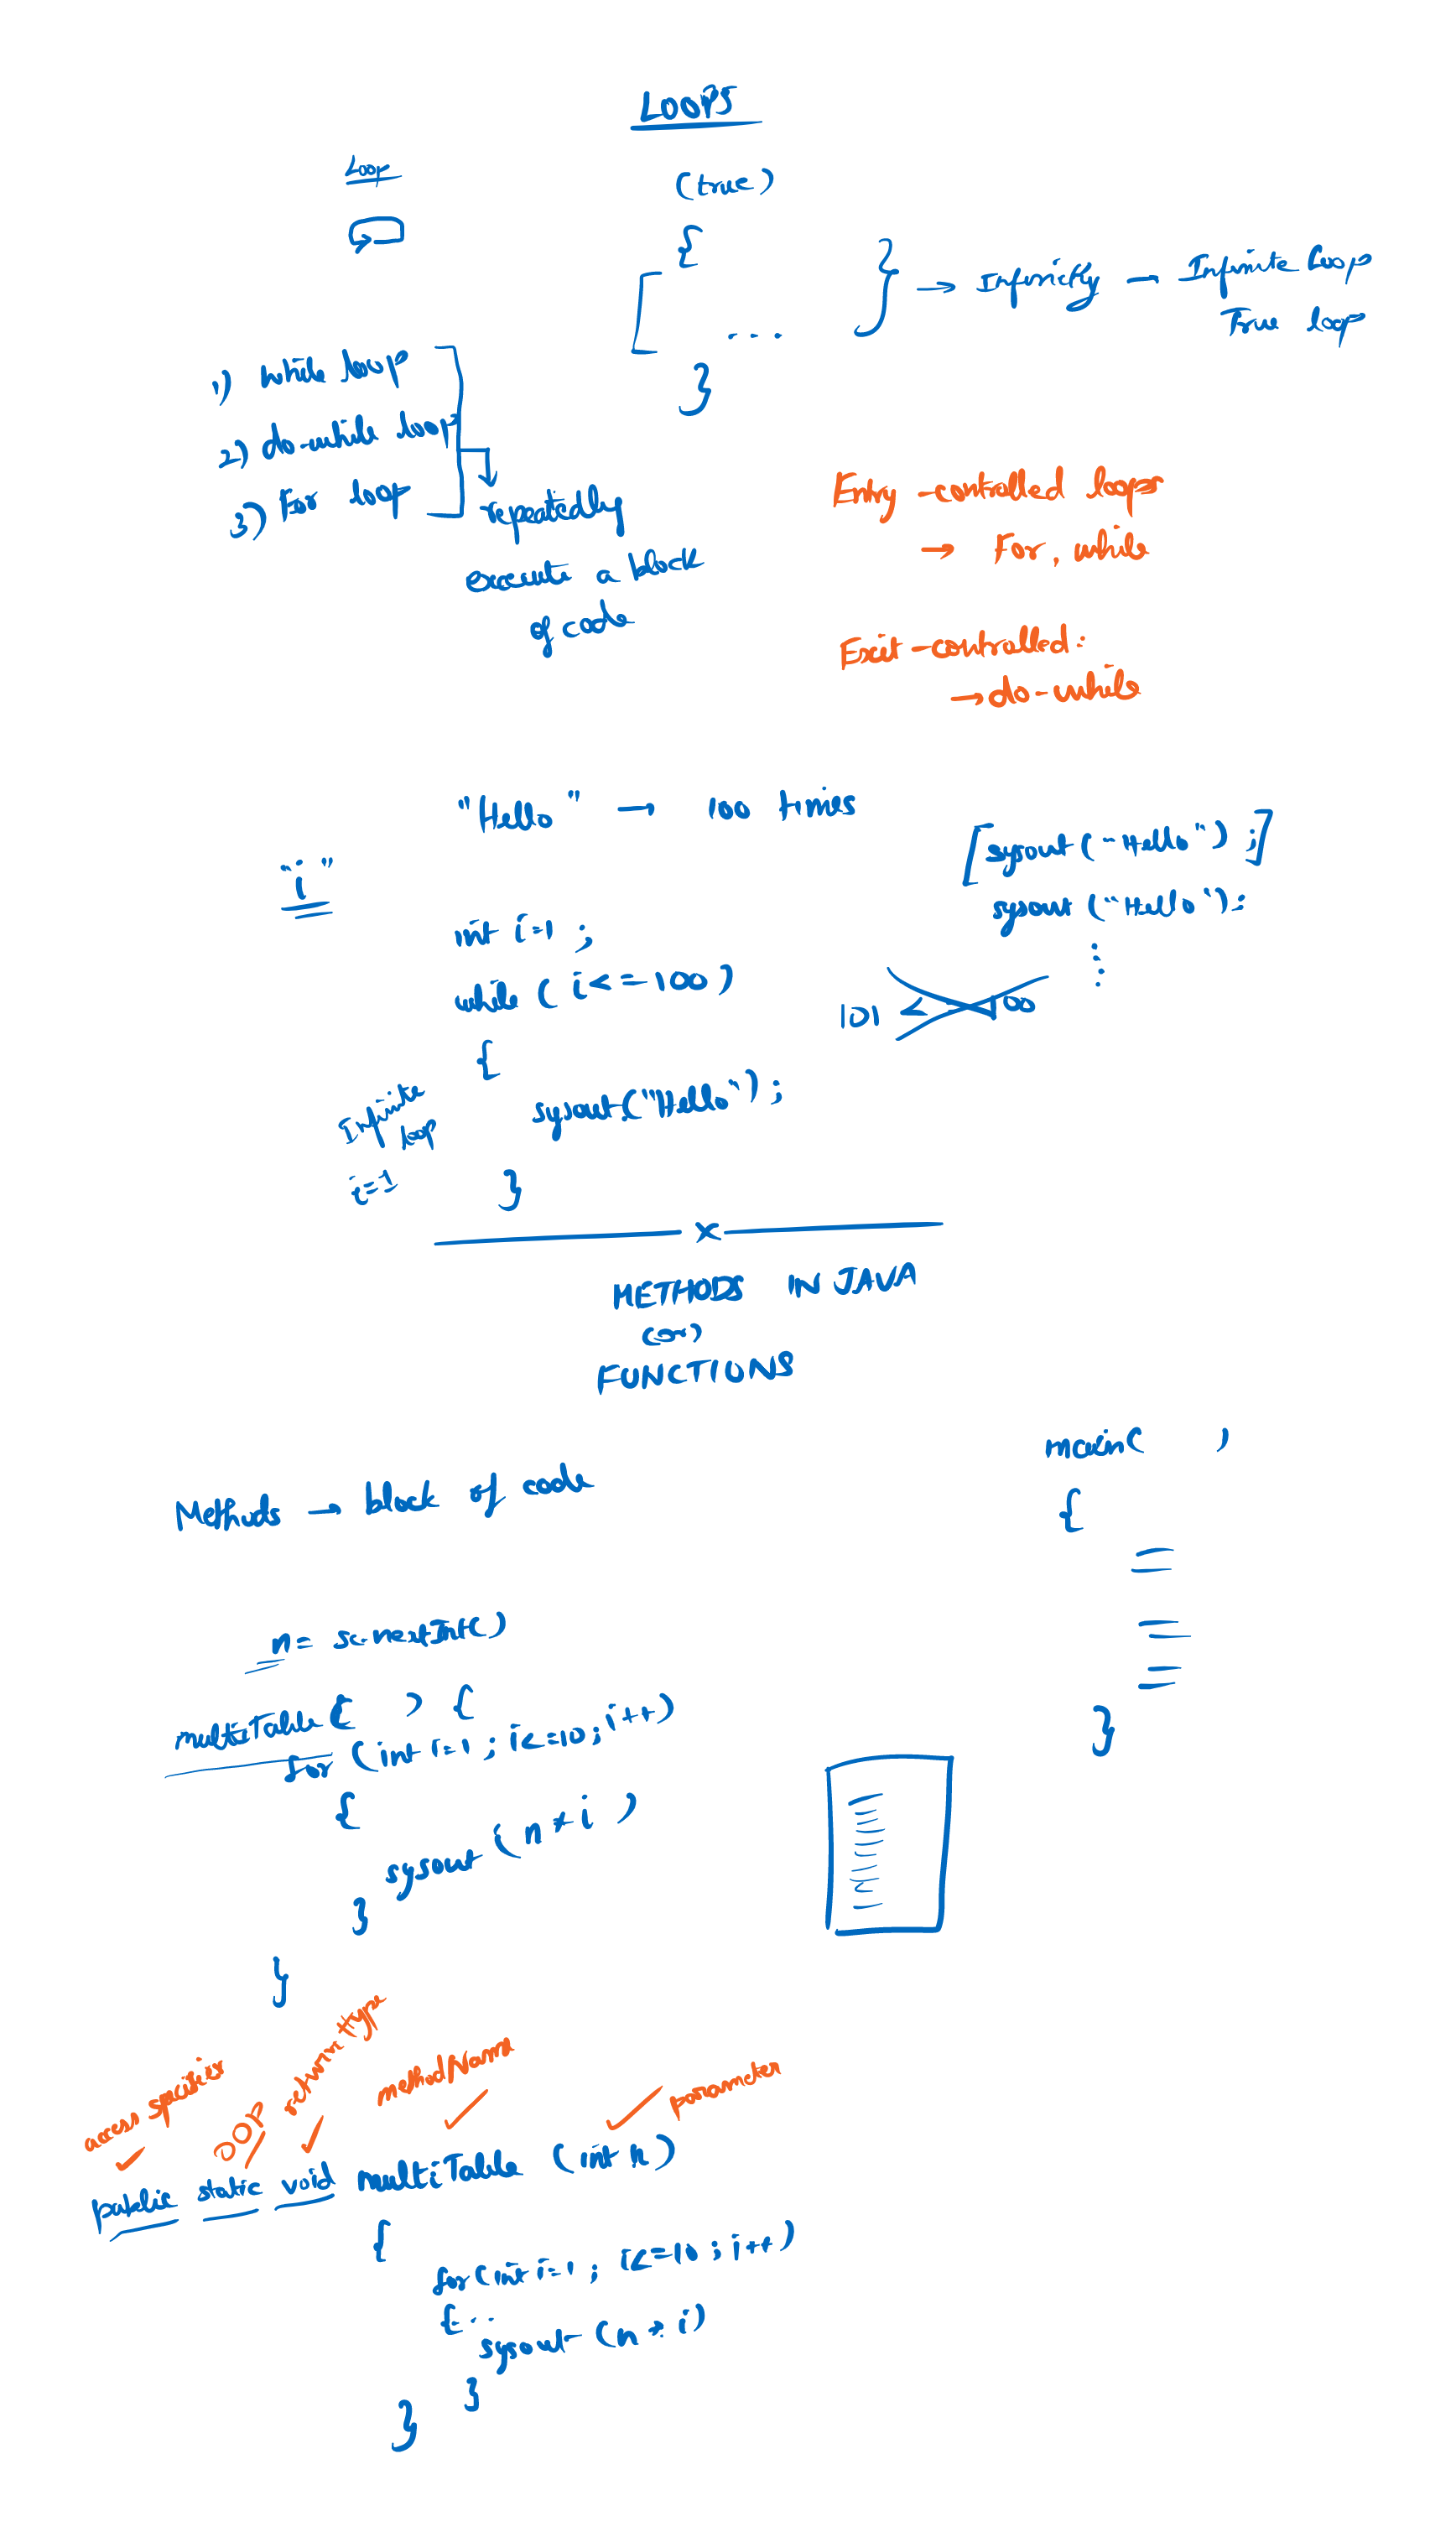 LOOPS
Loop
(true)
{
...
}
} → Infinitly — Infinite Loop
True loop
1) while loop
2) do-while loop
3) For loop
repeatedly
execute a block
of code
Entry-controlled loops
→ For, while
Exit-controlled:
→ do-while
"Hello" → 100 times
"i"
[sysout("Hello");]
sysout("Hello");
⋮
int i=1;
while (i<=100)
101 <= 100
{
sysout("Hello");
}
Infinite
loop
i=1
x
METHODS IN JAVA
(or)
FUNCTIONS
Methods → block of code
main( )
{
}
n= sc.nextInt()
multiTable( ) {
for (int i=1; i<=10; i++)
{
sysout(n*i)
}
}
access specifier
OOP
return type
methodName
parameter
public static void multiTable (int n)
{
for(int i=1; i<=10; i++)
{..
sysout(n*i)
}
}